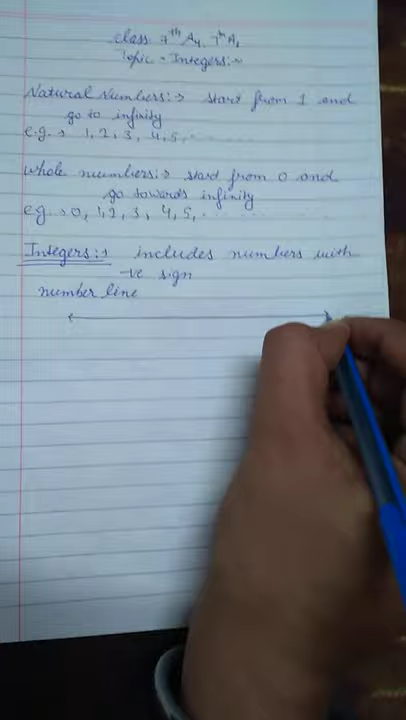 class 7th A4, 7th A1
Topic = Integers:~
Natural Numbers:→ start from 1 and
go to infinity
e.g. → 1, 2, 3, 4, 5, ........
Whole numbers:→ start from 0 and
go towards infinity
eg. → 0, 1, 2, 3, 4, 5, ........
Integers:→ includes numbers with
-ve sign
number line